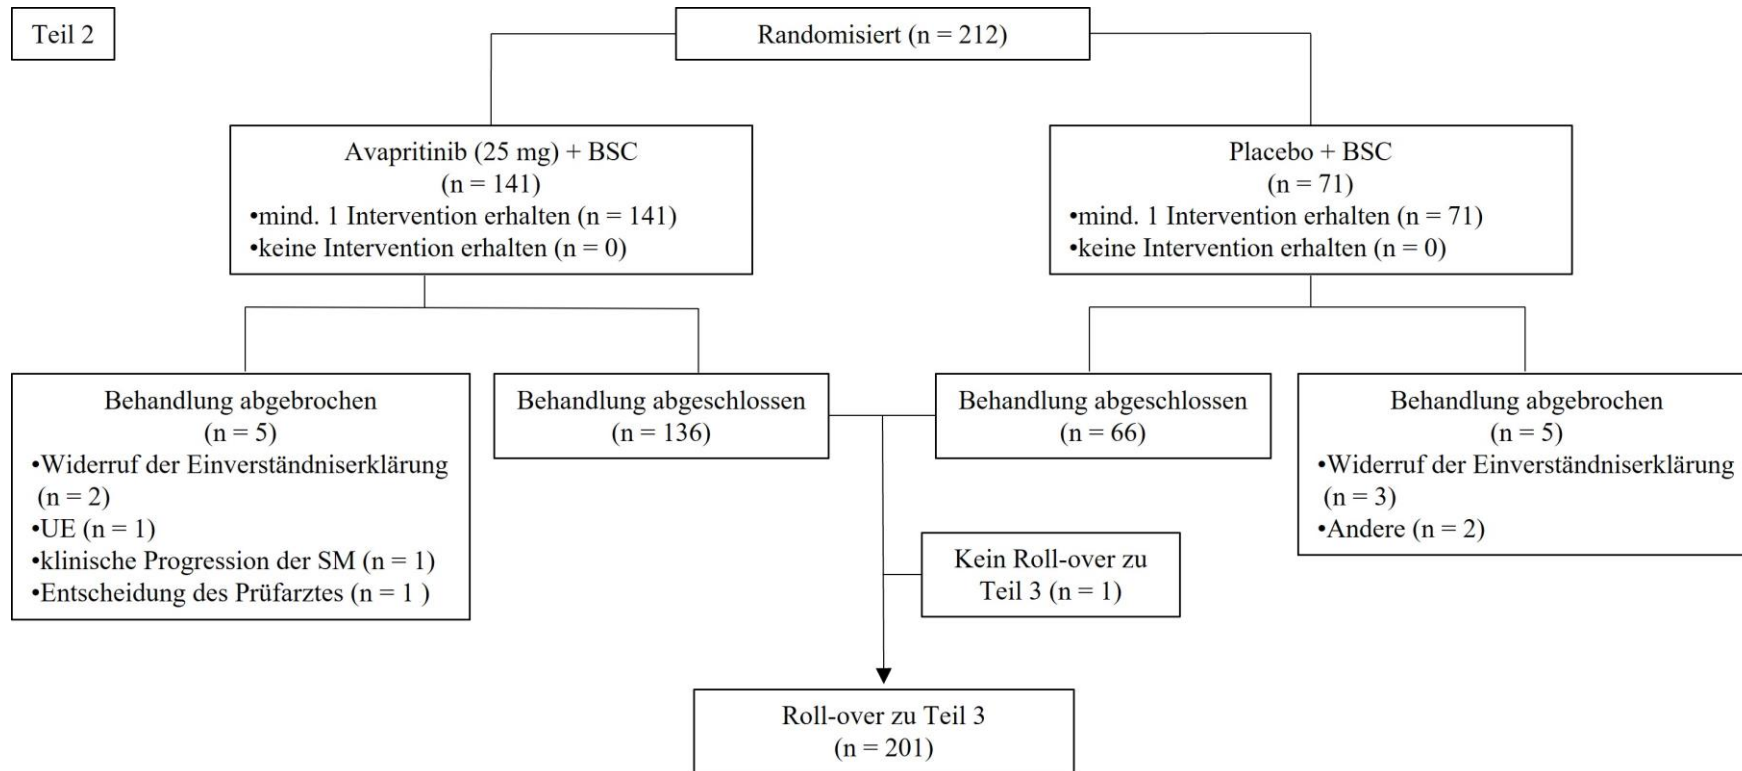 Teil 2
Randomisiert (n = 212)
Avapritinib (25 mg) + BSC
(n = 141)
•mind. 1 Intervention erhalten (n = 141)
•keine Intervention erhalten (n = 0)
Placebo + BSC
(n = 71)
•mind. 1 Intervention erhalten (n = 71)
•keine Intervention erhalten (n = 0)
Behandlung abgebrochen
(n = 5)
•Widerruf der Einverständniserklärung
(n = 2)
•UE (n = 1)
•klinische Progression der SM (n = 1)
•Entscheidung des Prüfarztes (n = 1 )
Behandlung abgeschlossen
(n = 136)
Behandlung abgeschlossen
(n = 66)
Behandlung abgebrochen
(n = 5)
•Widerruf der Einverständniserklärung
(n = 3)
•Andere (n = 2)
Kein Roll-over zu
Teil 3 (n = 1)
Roll-over zu Teil 3
(n = 201)